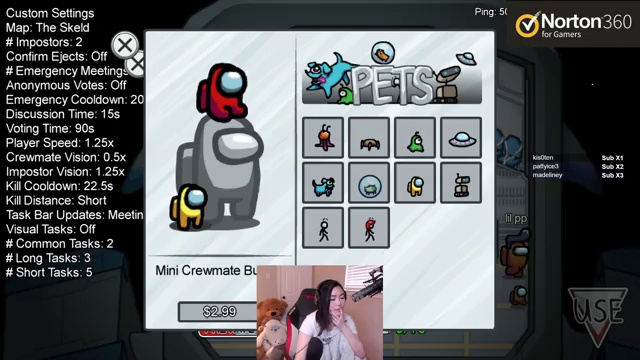 Custom Settings
Map: The Skeld
# Impostors: 2
Confirm Ejects: Off
# Emergency Meetings
Anonymous Votes: Off
Emergency Cooldown: 20
Discussion Time: 15s
Voting Time: 90s
Player Speed: 1.25x
Crewmate Vision: 0.5x
Impostor Vision: 1.25x
Kill Cooldown: 22.5s
Kill Distance: Short
Task Bar Updates: Meetin
Visual Tasks: Off
# Common Tasks: 2
# Long Tasks: 3
# Short Tasks: 5
PETS
Mini Crewmate Bu
$2.99
Ping: 50
Norton 360
for Gamers
kis0ten Sub X1
pattyice3 Sub X2
madeliney Sub X3
lil pp
USE